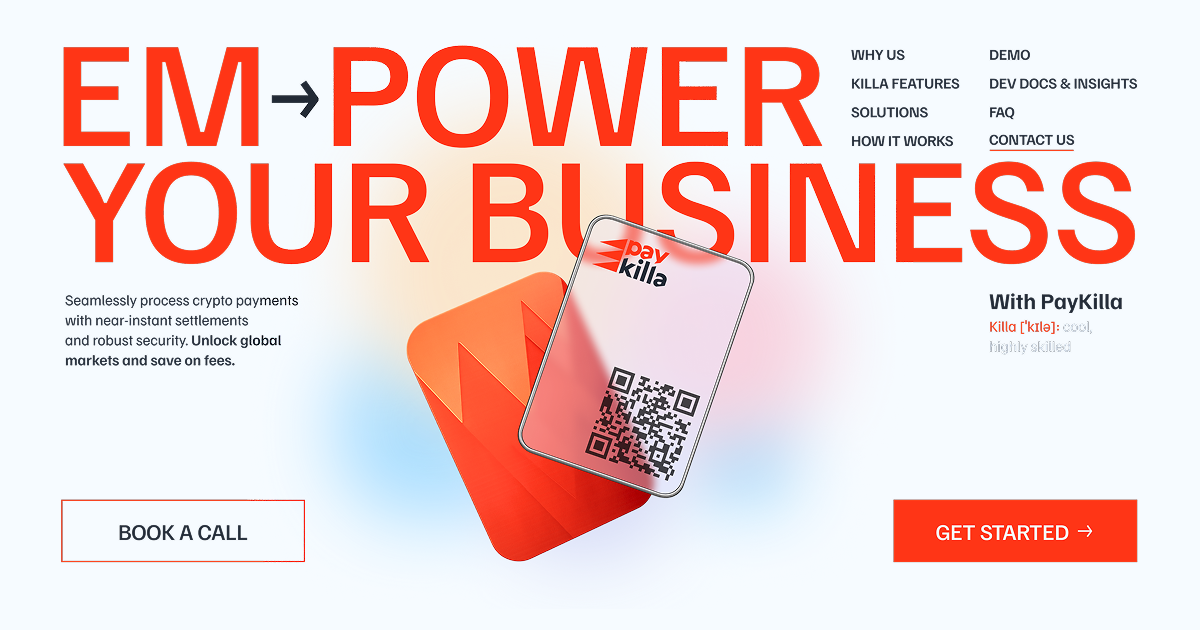 EM→POWER
YOUR BUSINESS
WHY US
KILLA FEATURES
SOLUTIONS
HOW IT WORKS
DEMO
DEV DOCS & INSIGHTS
FAQ
CONTACT US
pay
killa
Seamlessly process crypto payments
with near-instant settlements
and robust security. Unlock global
markets and save on fees.
With PayKilla
Killa [ˈkɪlə]: cool,
highly skilled
BOOK A CALL
GET STARTED →